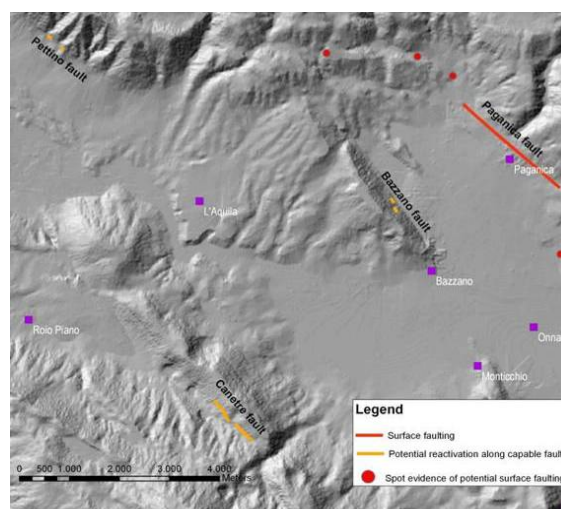 Pettino fault
Paganica fault
Paganica
Bazzano fault
L'Aquila
Bazzano
Roio Piano
Onna
Monticchio
Canetre fault
Legend
Surface faulting
Potential reactivation along capable fault
Spot evidence of potential surface faulting
0 500 1.000 2.000 3.000 4.000
Meters